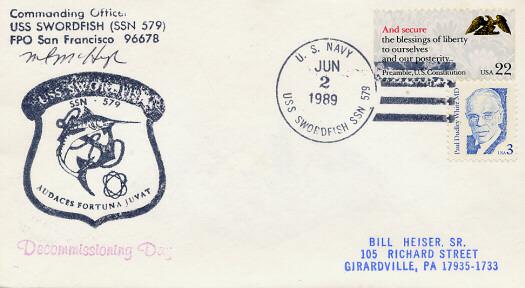 Commanding Officer
USS SWORDFISH (SSN 579)
FPO San Francisco 96678
USS SWORDFISH
SSN - 579
AUDACES FORTUNA JUVAT
Decommissioning Day
U.S. NAVY
JUN
2
1989
USS SWORDFISH SSN 579
And secure
the blessings of liberty
to ourselves
and our posterity...
Preamble, U.S. Constitution
USA 22
Paul Dudley White MD
USA 3
BILL HEISER, SR.
105 RICHARD STREET
GIRARDVILLE, PA 17935-1733